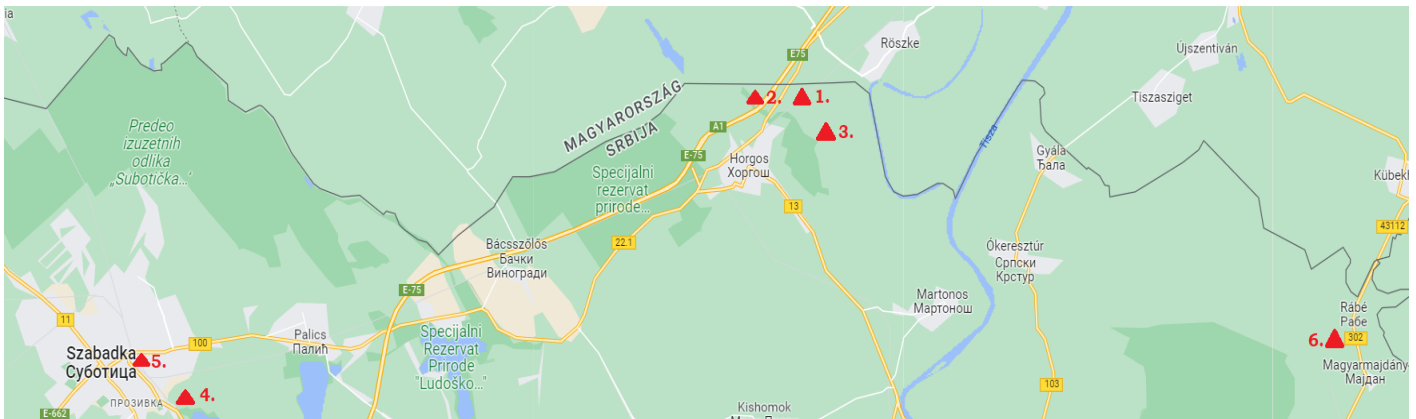 ia
Predeo
izuzetnih
odlika
„Subotička...'
11
Szabadka
Суботица
5.
4.
ПРОЗИВКА
E-662
100
Palics
Палић
E-75
Specijalni
Rezervat
Prirode
"Ludoško..."
Bácsszőlős
Бачки
Виногради
22.1
MAGYARORSZÁG
SRBIJA
Specijalni
rezervat
prirode...
E-75
A1
E75
2.
1.
3.
Horgos
Хоргош
13
Röszke
Tisza
Martonos
Мартонош
Kishomok
Ókeresztúr
Српски
Крстур
103
Gyála
Ђала
Tiszasziget
Újszentiván
Kübekh
43112
Rábé
Рабе
6.
302
Magyarmajdány
Мајдан